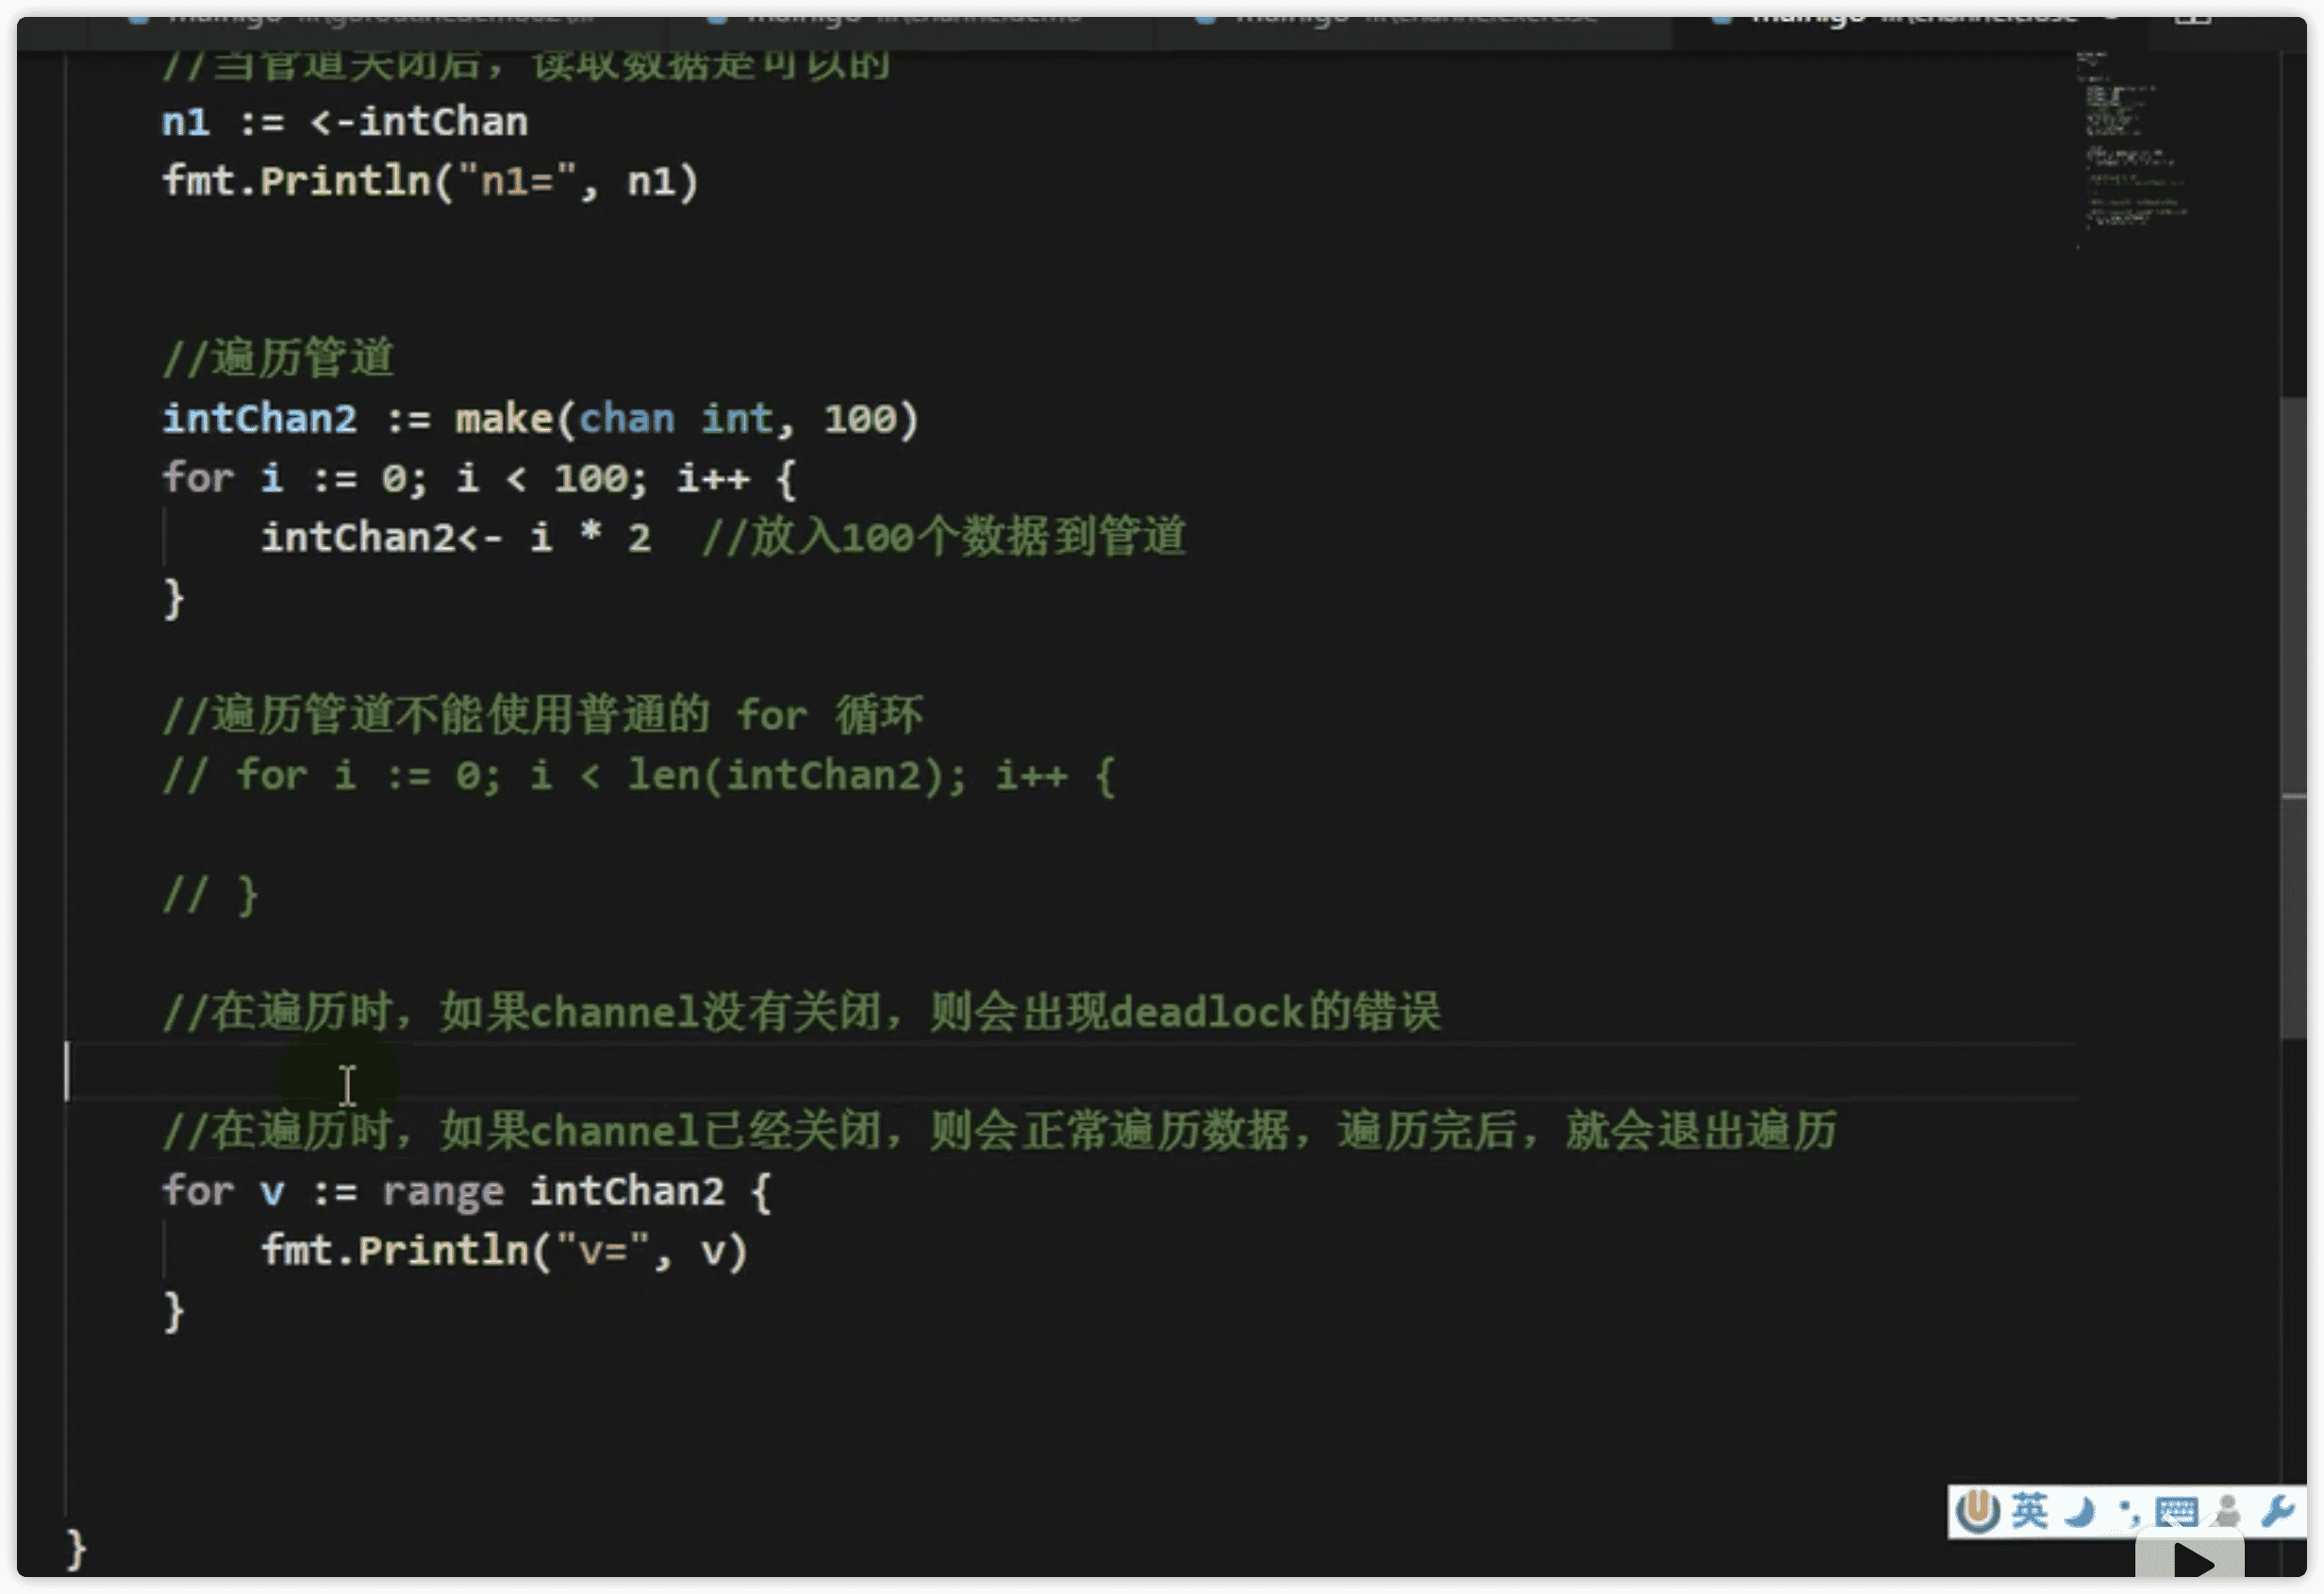 //当管道关闭后，读取数据是可以的
n1 := <-intChan
fmt.Println("n1=", n1)
//遍历管道
intChan2 := make(chan int, 100)
for i := 0; i < 100; i++ {
intChan2<- i * 2  //放入100个数据到管道
}
//遍历管道不能使用普通的 for 循环
// for i := 0; i < len(intChan2); i++ {
// }
//在遍历时，如果channel没有关闭，则会出现deadlock的错误
//在遍历时，如果channel已经关闭，则会正常遍历数据，遍历完后，就会退出遍历
for v := range intChan2 {
fmt.Println("v=", v)
}
}
英